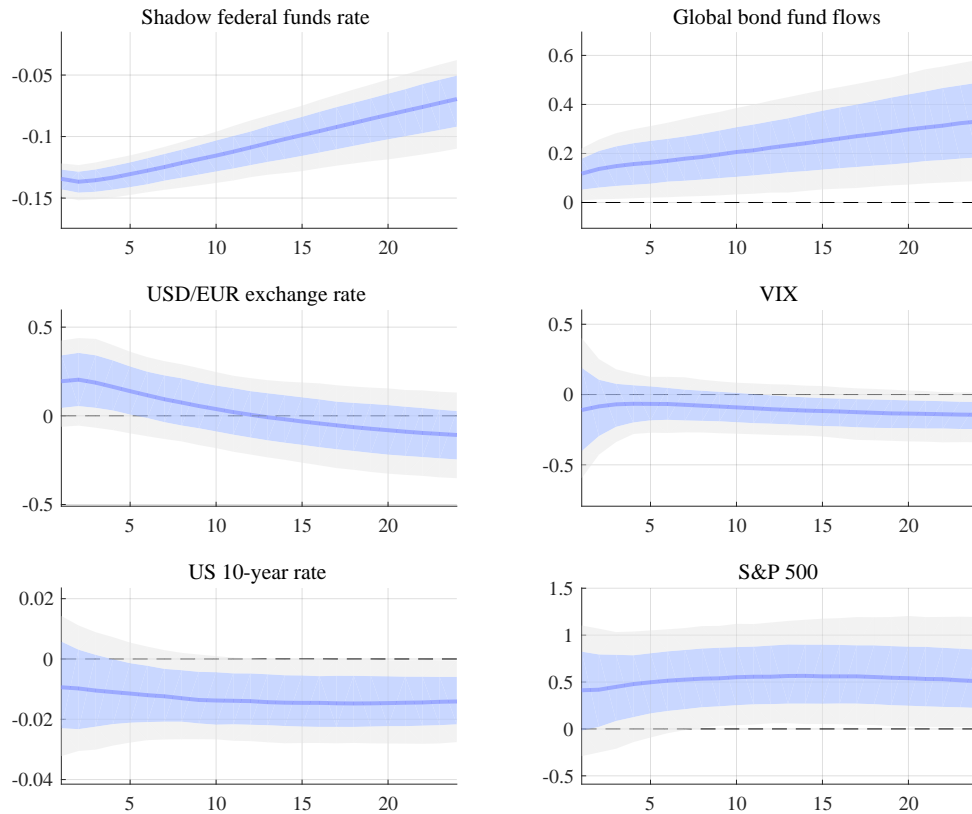 Shadow federal funds rate
-0.05
-0.1
-0.15
5 10 15 20
Global bond fund flows
0.6
0.4
0.2
0
5 10 15 20
USD/EUR exchange rate
0.5
0
-0.5
5 10 15 20
VIX
0.5
0
-0.5
5 10 15 20
US 10-year rate
0.02
0
-0.02
-0.04
5 10 15 20
S&P 500
1.5
1
0.5
0
-0.5
5 10 15 20